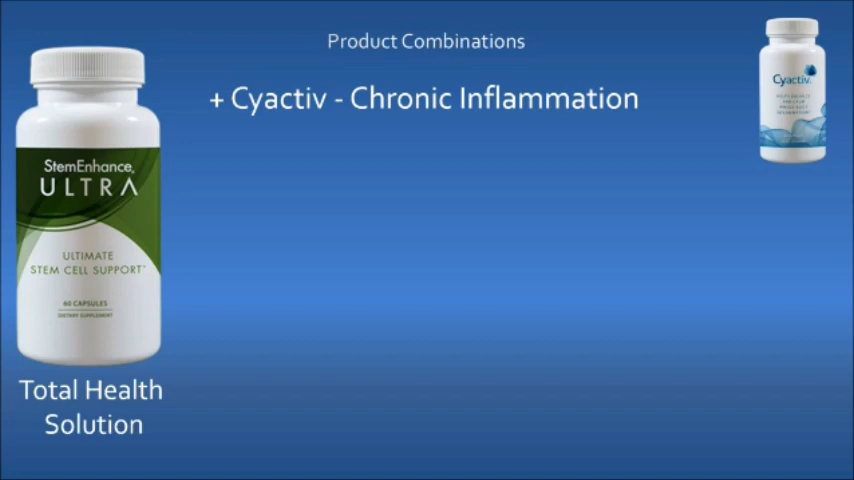 Product Combinations
+ Cyactiv - Chronic Inflammation
Cyactiv
StemEnhance
ULTRA
ULTIMATE
STEM CELL SUPPORT*
60 CAPSULES
DIETARY SUPPLEMENT
Total Health
Solution